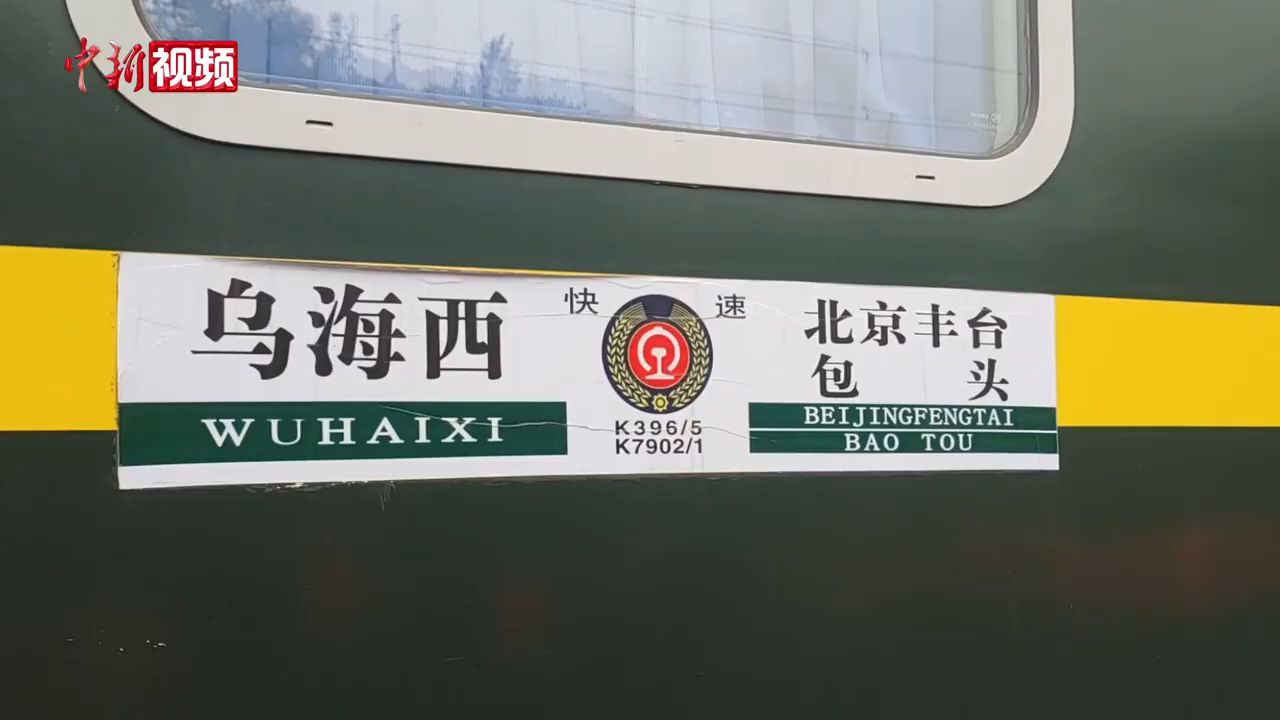 中新视频
乌海西
快 速
北京丰台
包 头
WUHAIXI
K396/5
K7902/1
BEIJINGFENGTAI
BAO TOU